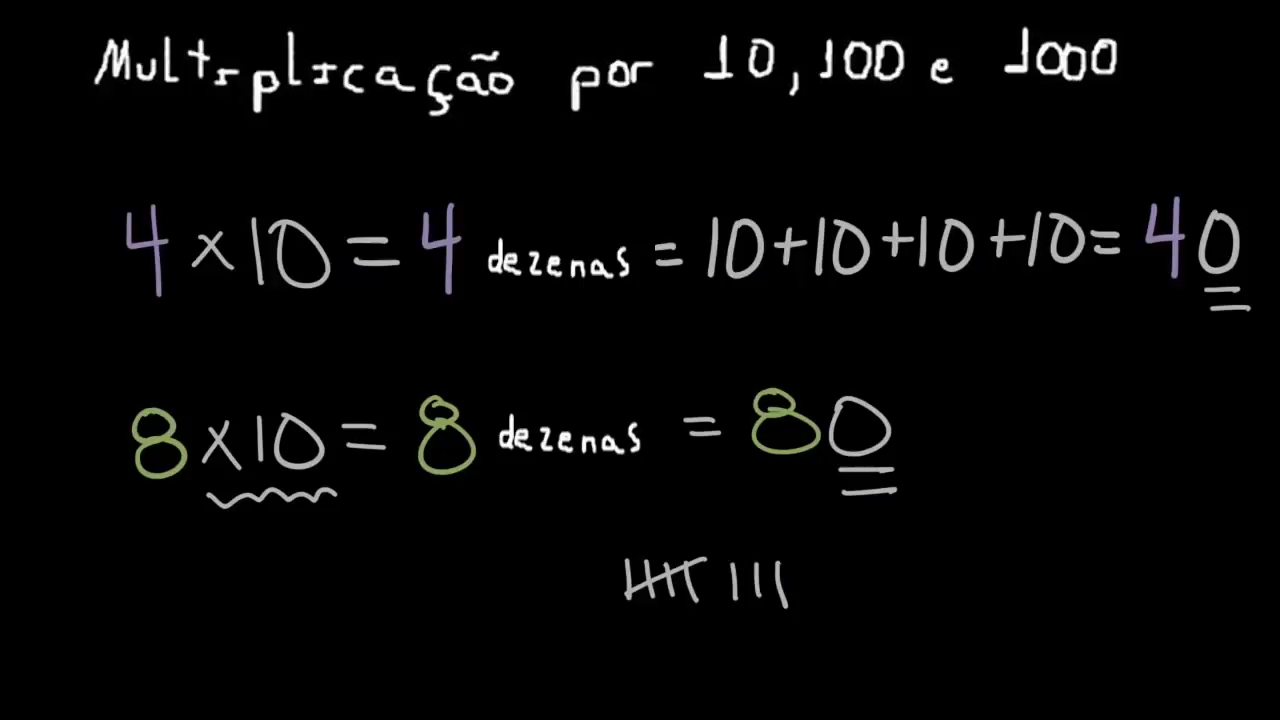 Multiplicação por 10, 100 e 1000
4 × 10 = 4 dezenas = 10+10+10+10= 40
8 ×10 = 8 dezenas = 80